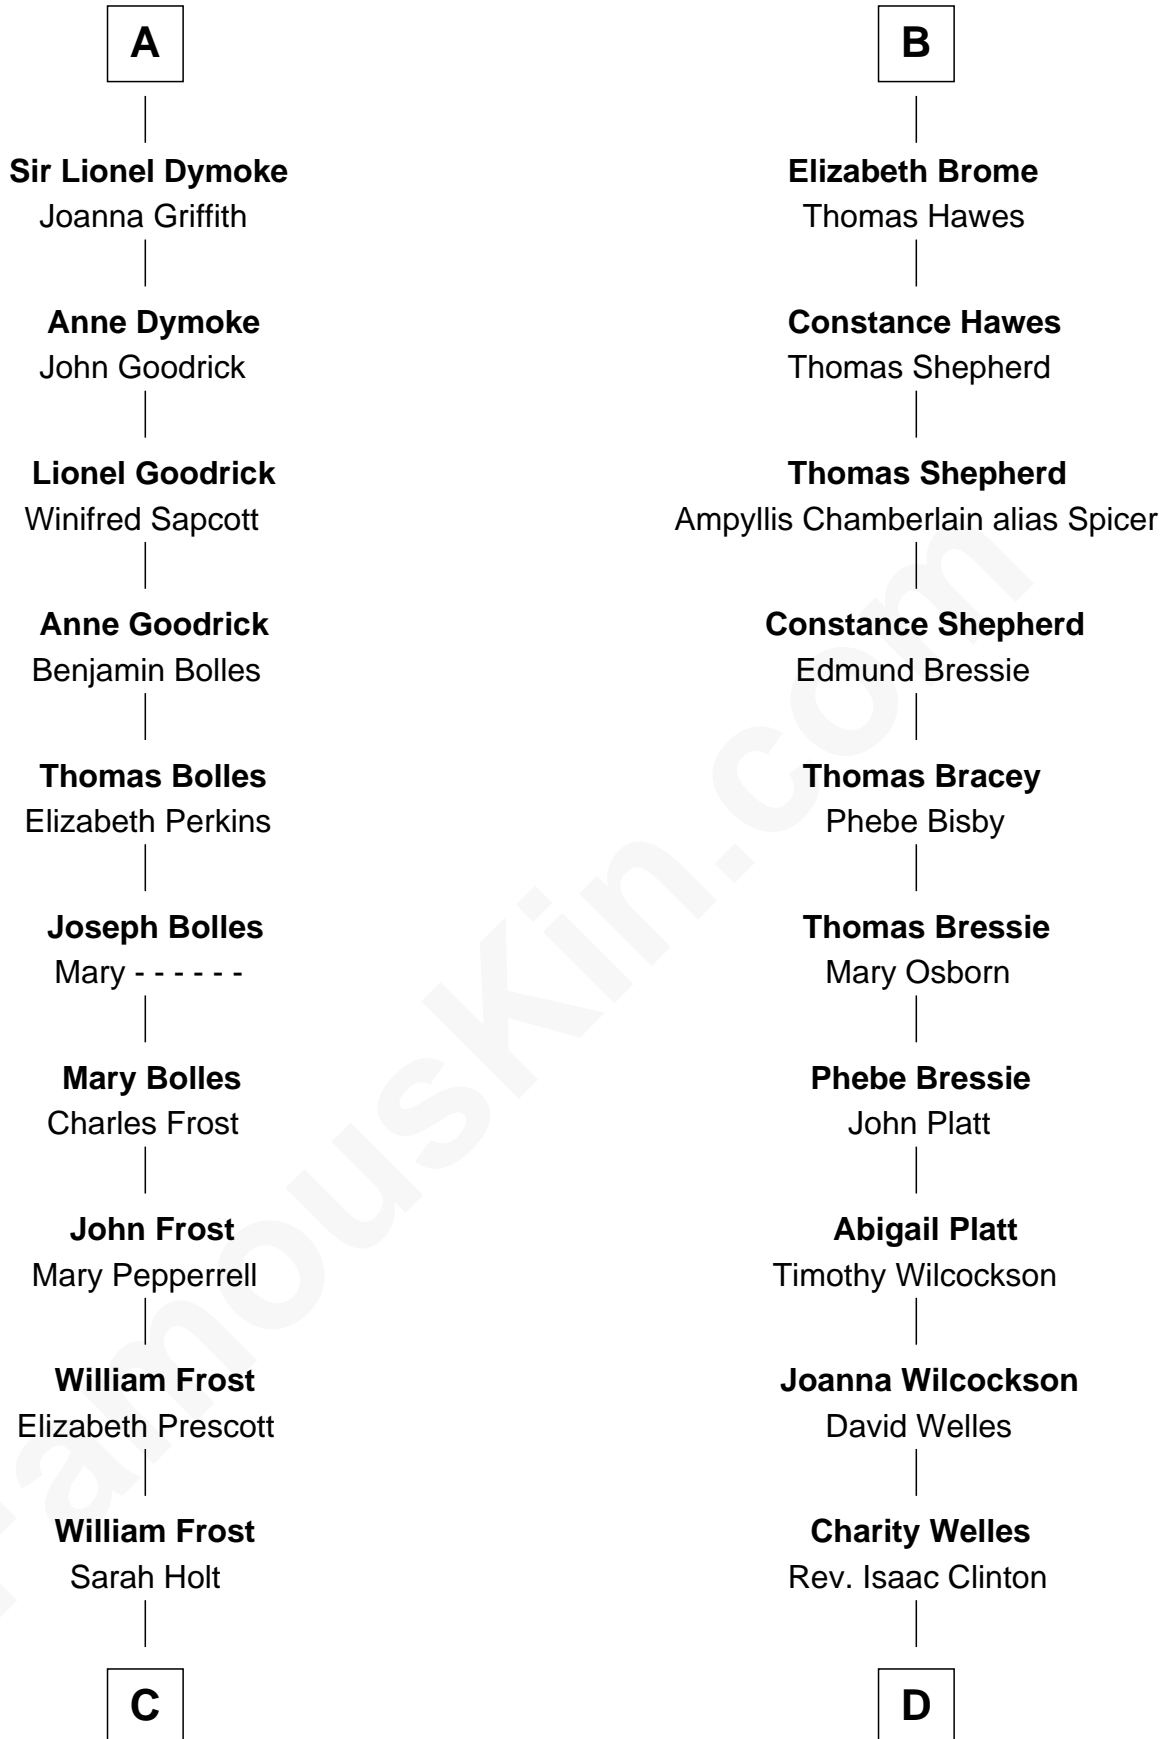 A
Sir Lionel Dymoke
Joanna Griffith
Anne Dymoke
John Goodrick
Lionel Goodrick
Winifred Sapcott
Anne Goodrick
Benjamin Bolles
Thomas Bolles
Elizabeth Perkins
Joseph Bolles
Mary - - - - - -
Mary Bolles
Charles Frost
John Frost
Mary Pepperrell
William Frost
Elizabeth Prescott
William Frost
Sarah Holt
C
B
Elizabeth Brome
Thomas Hawes
Constance Hawes
Thomas Shepherd
Thomas Shepherd
Ampyllis Chamberlain alias Spicer
Constance Shepherd
Edmund Bressie
Thomas Bracey
Phebe Bisby
Thomas Bressie
Mary Osborn
Phebe Bressie
John Platt
Abigail Platt
Timothy Wilcockson
Joanna Wilcockson
David Welles
Charity Welles
Rev. Isaac Clinton
D
FamousKin.com